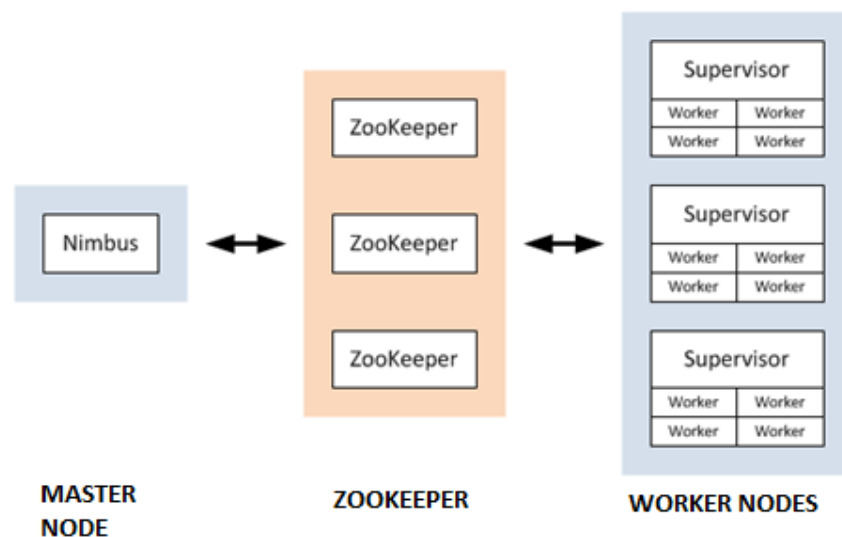 Nimbus
MASTER
NODE
ZooKeeper
ZooKeeper
ZooKeeper
ZOOKEEPER
Supervisor
Worker Worker
Worker Worker
Supervisor
Worker Worker
Worker Worker
Supervisor
Worker Worker
Worker Worker
WORKER NODES